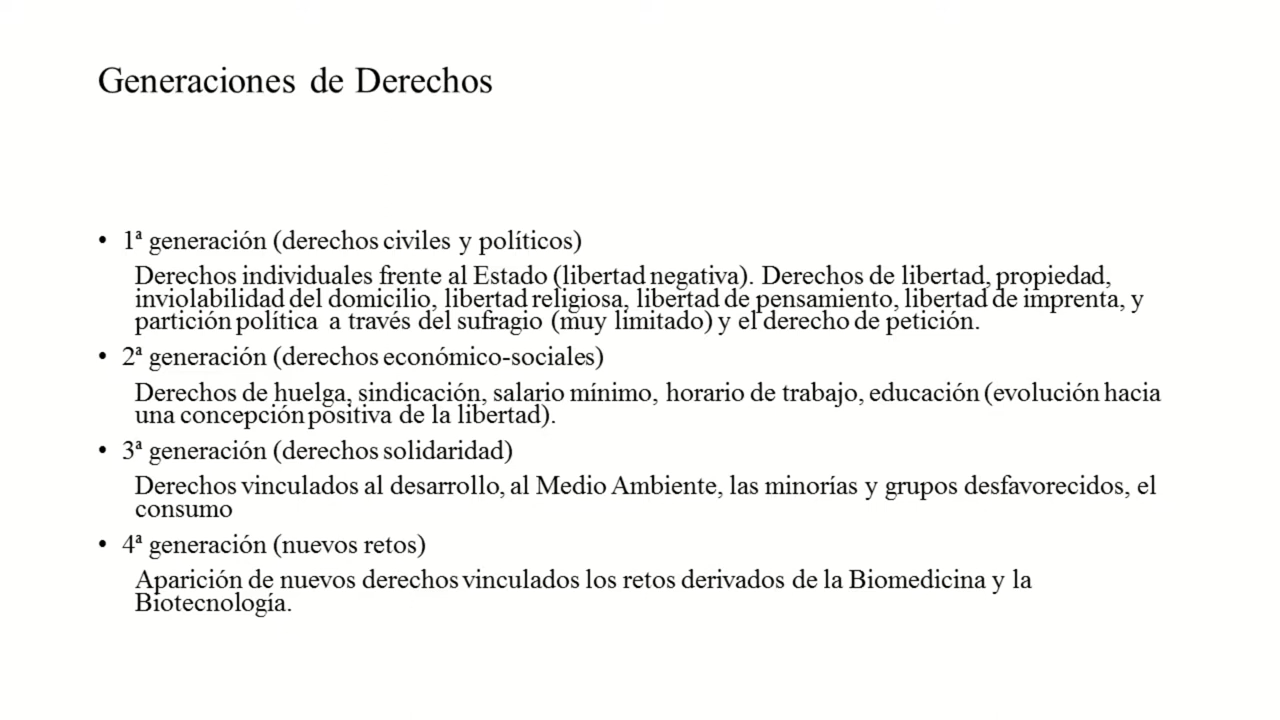 Generaciones de Derechos
• 1ª generación (derechos civiles y políticos)
Derechos individuales frente al Estado (libertad negativa). Derechos de libertad, propiedad,
inviolabilidad del domicilio, libertad religiosa, libertad de pensamiento, libertad de imprenta, y
partición política a través del sufragio (muy limitado) y el derecho de petición.
• 2ª generación (derechos económico-sociales)
Derechos de huelga, sindicación, salario mínimo, horario de trabajo, educación (evolución hacia
una concepción positiva de la libertad).
• 3ª generación (derechos solidaridad)
Derechos vinculados al desarrollo, al Medio Ambiente, las minorías y grupos desfavorecidos, el
consumo
• 4ª generación (nuevos retos)
Aparición de nuevos derechos vinculados los retos derivados de la Biomedicina y la
Biotecnología.